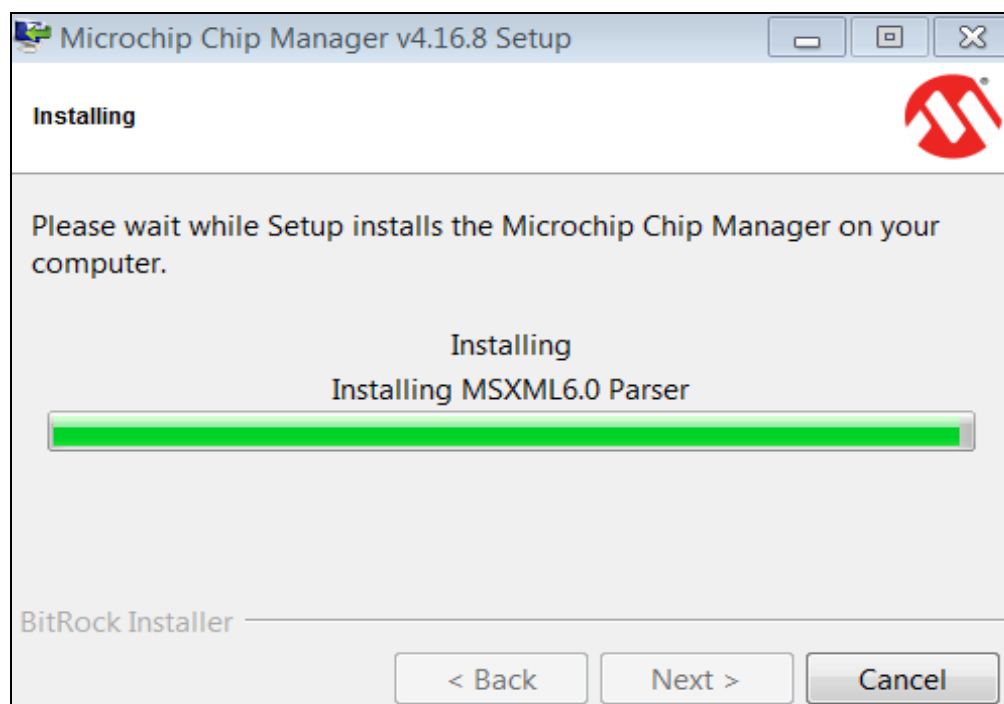 Microchip Chip Manager v4.16.8 Setup
Installing
Please wait while Setup installs the Microchip Chip Manager on your
computer.
Installing
Installing MSXML6.0 Parser
BitRock Installer
< Back
Next >
Cancel